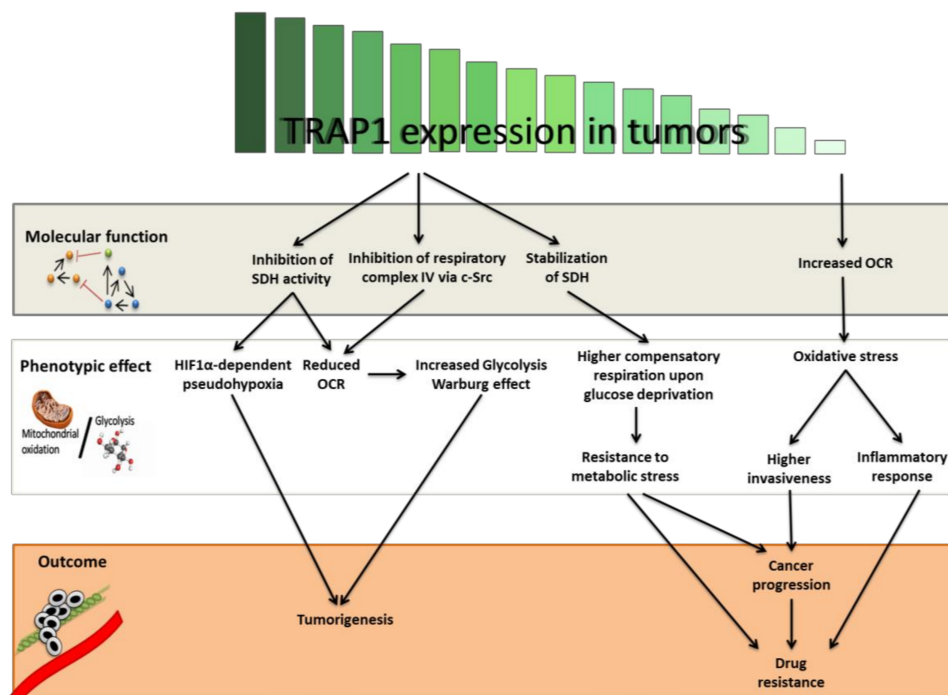 TRAP1 expression in tumors
Molecular function
Inhibition of
SDH activity
Inhibition of respiratory
complex IV via c-Src
Stabilization
of SDH
Increased OCR
Phenotypic effect
Mitochondrial
oxidation
Glycolysis
HIF1α-dependent
pseudohypoxia
Reduced
OCR
Increased Glycolysis
Warburg effect
Higher compensatory
respiration upon
glucose deprivation
Oxidative stress
Resistance to
metabolic stress
Higher
invasiveness
Inflammatory
response
Outcome
Tumorigenesis
Cancer
progression
Drug
resistance